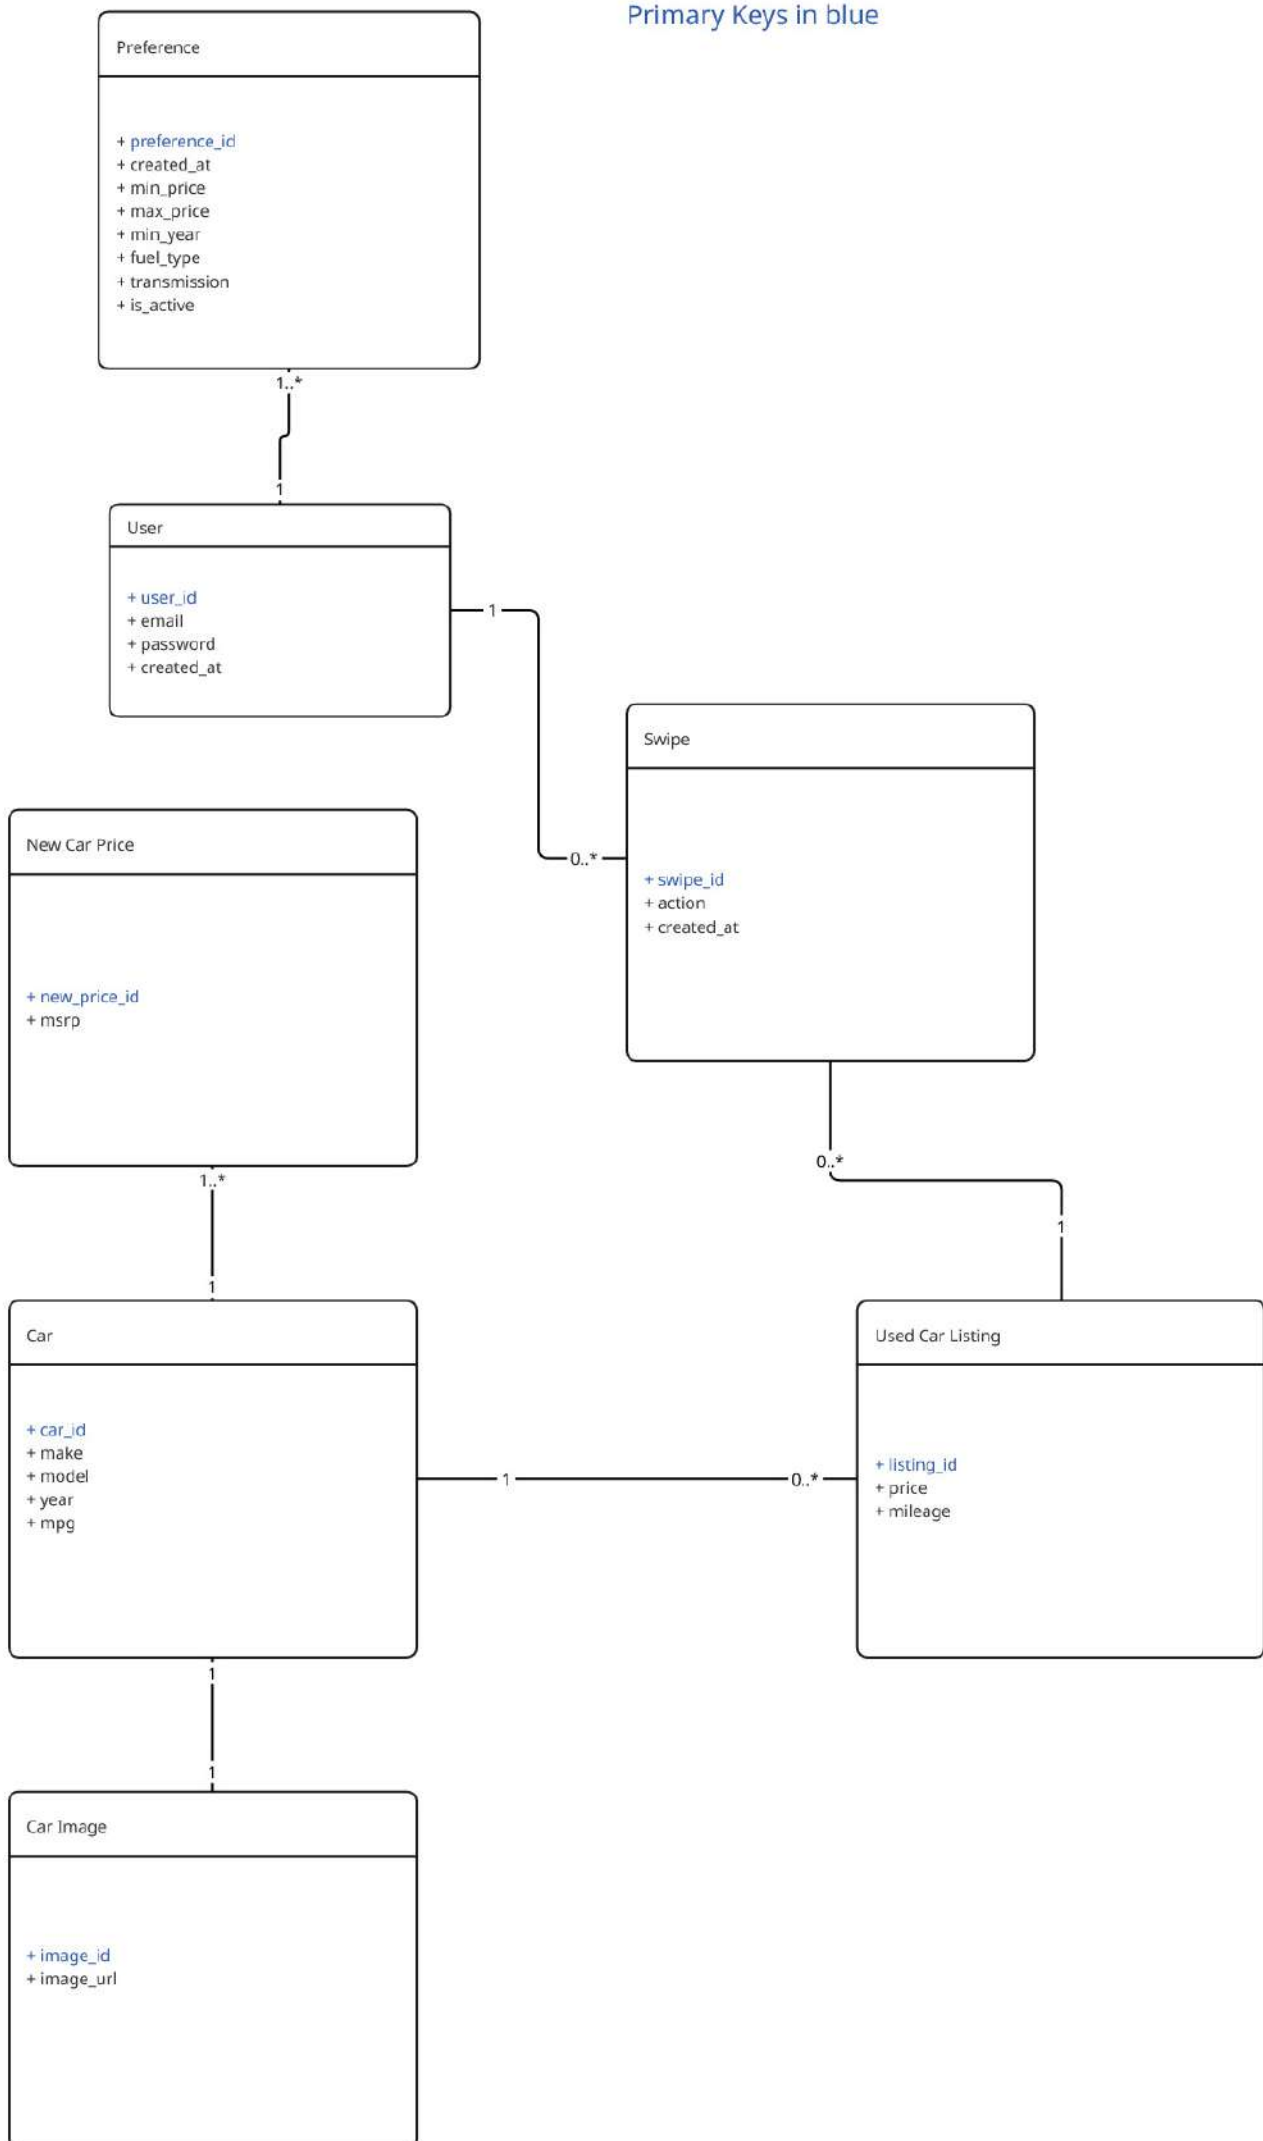 Primary Keys in blue
Preference
+ preference_id
+ created_at
+ min_price
+ max_price
+ min_year
+ fuel_type
+ transmission
+ is_active
1..*
1
User
+ user_id
+ email
+ password
+ created_at
1
0..*
Swipe
+ swipe_id
+ action
+ created_at
New Car Price
+ new_price_id
+ msrp
1..*
1
0..*
1
Car
+ car_id
+ make
+ model
+ year
+ mpg
1
0..*
Used Car Listing
+ listing_id
+ price
+ mileage
1
1
Car Image
+ image_id
+ image_url